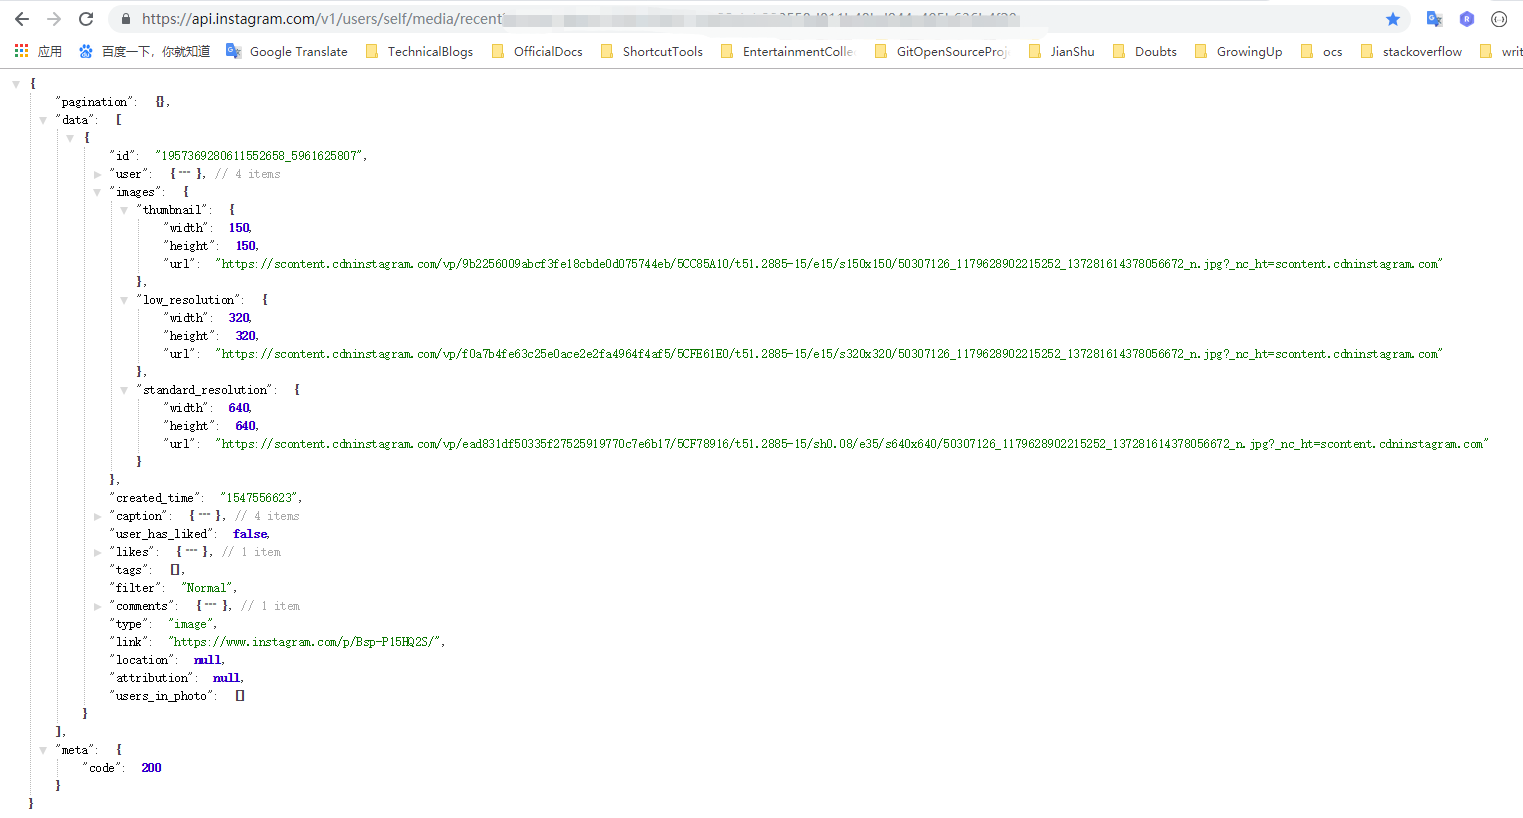 https://api.instagram.com/v1/users/self/media/recent
应用 百度一下，你就知道 Google Translate TechnicalBlogs OfficialDocs ShortcutTools EntertainmentColle GitOpenSourceProj JianShu Doubts GrowingUp ocs stackoverflow writ
{
"pagination": {},
"data": [
{
"id": "1957369280611552658_5961625807",
"user": {...}, // 4 items
"images": {
"thumbnail": {
"width": 150,
"height": 150,
"url": "https://scontent.cdninstagram.com/vp/9b2256009abcf3fe18cbde0d075744eb/5CC85A10/t51.2885-15/e15/s150x150/50307126_1179628902215252_137281614378056672_n.jpg?_nc_ht=scontent.cdninstagram.com"
},
"low_resolution": {
"width": 320,
"height": 320,
"url": "https://scontent.cdninstagram.com/vp/f0a7b4fe63c25e0ace2e2fa4964f4af5/5CFE61E0/t51.2885-15/e15/s320x320/50307126_1179628902215252_137281614378056672_n.jpg?_nc_ht=scontent.cdninstagram.com"
},
"standard_resolution": {
"width": 640,
"height": 640,
"url": "https://scontent.cdninstagram.com/vp/ead831df50335f27525919770c7e6b17/5CF78916/t51.2885-15/sh0.08/e35/s640x640/50307126_1179628902215252_137281614378056672_n.jpg?_nc_ht=scontent.cdninstagram.com"
}
},
"created_time": "1547556623",
"caption": {...}, // 4 items
"user_has_liked": false,
"likes": {...}, // 1 item
"tags": [],
"filter": "Normal",
"comments": {...}, // 1 item
"type": "image",
"link": "https://www.instagram.com/p/Bsp-P15HQ2S/",
"location": null,
"attribution": null,
"users_in_photo": []
}
],
"meta": {
"code": 200
}
}